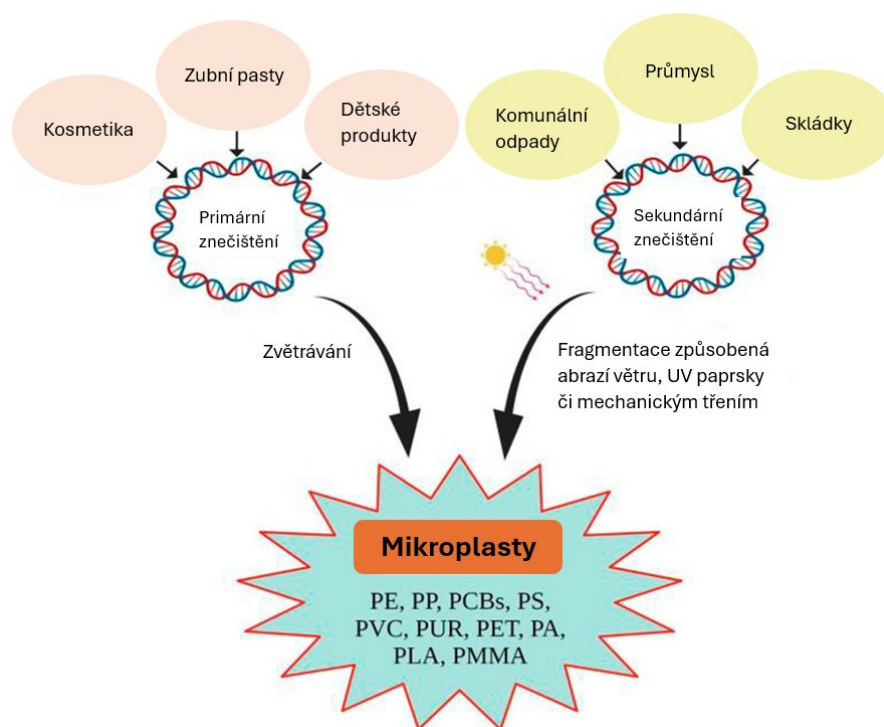 Kosmetika
Zubní pasty
Dětské
produkty
Primární
znečištění
Komunální
odpady
Průmysl
Skládky
Sekundární
znečištění
Zvětrávání
Fragmentace způsobená
abrazí větru, UV paprsky
či mechanickým třením
Mikroplasty
PE, PP, PCBs, PS,
PVC, PUR, PET, PA,
PLA, PMMA